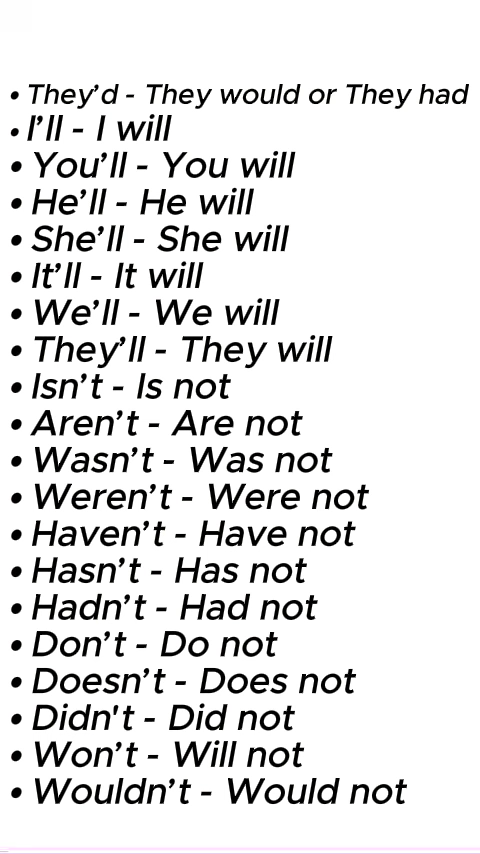 • They’d - They would or They had
• I’ll - I will
• You’ll - You will
• He’ll - He will
• She’ll - She will
• It’ll - It will
• We’ll - We will
• They’ll - They will
• Isn’t - Is not
• Aren’t - Are not
• Wasn’t - Was not
• Weren’t - Were not
• Haven’t - Have not
• Hasn’t - Has not
• Hadn’t - Had not
• Don’t - Do not
• Doesn’t - Does not
• Didn't - Did not
• Won’t - Will not
• Wouldn’t - Would not